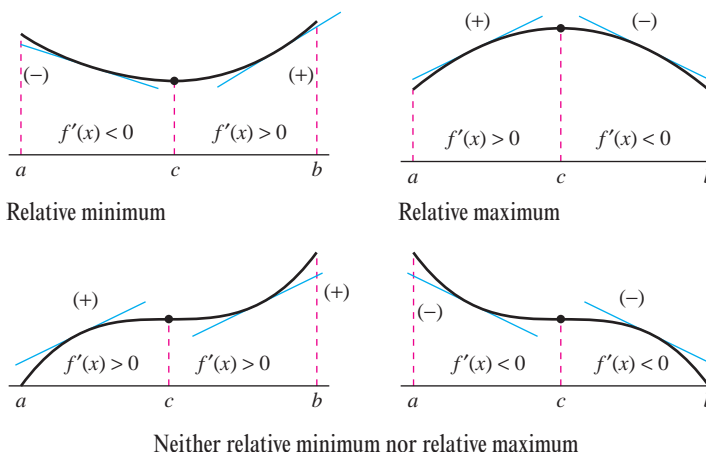 (−) (+)
f′(x) < 0 f′(x) > 0
a c b
Relative minimum
(+) (−)
f′(x) > 0 f′(x) < 0
a c
Relative maximum
(+) (+)
f′(x) > 0 f′(x) > 0
a c b
(−) (−)
f′(x) < 0 f′(x) < 0
a c
Neither relative minimum nor relative maximum